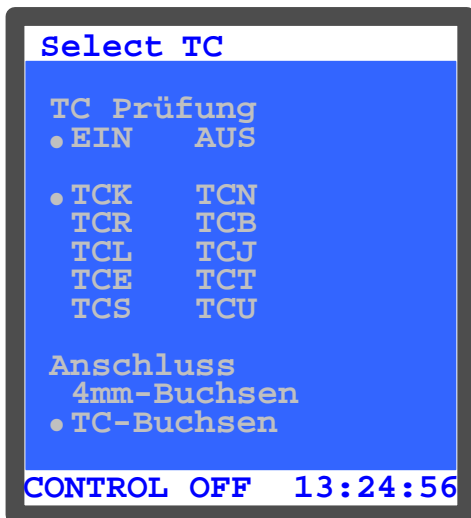 Select TC
TC Prüfung
●EIN AUS
●TCK TCN
TCR TCB
TCL TCJ
TCE TCT
TCS TCU
Anschluss
4mm-Buchsen
●TC-Buchsen
CONTROL OFF 13:24:56